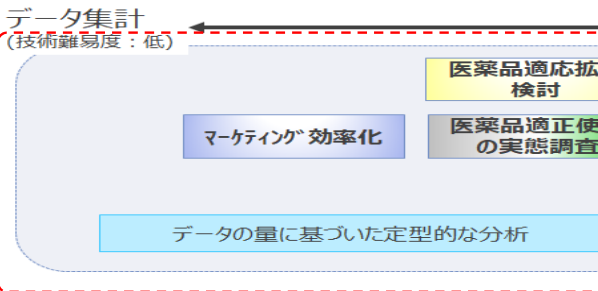 データ集計
(技術難易度：低)
医薬品適応拡
検討
マーケティング効率化
医薬品適正使
の実態調査
データの量に基づいた定型的な分析